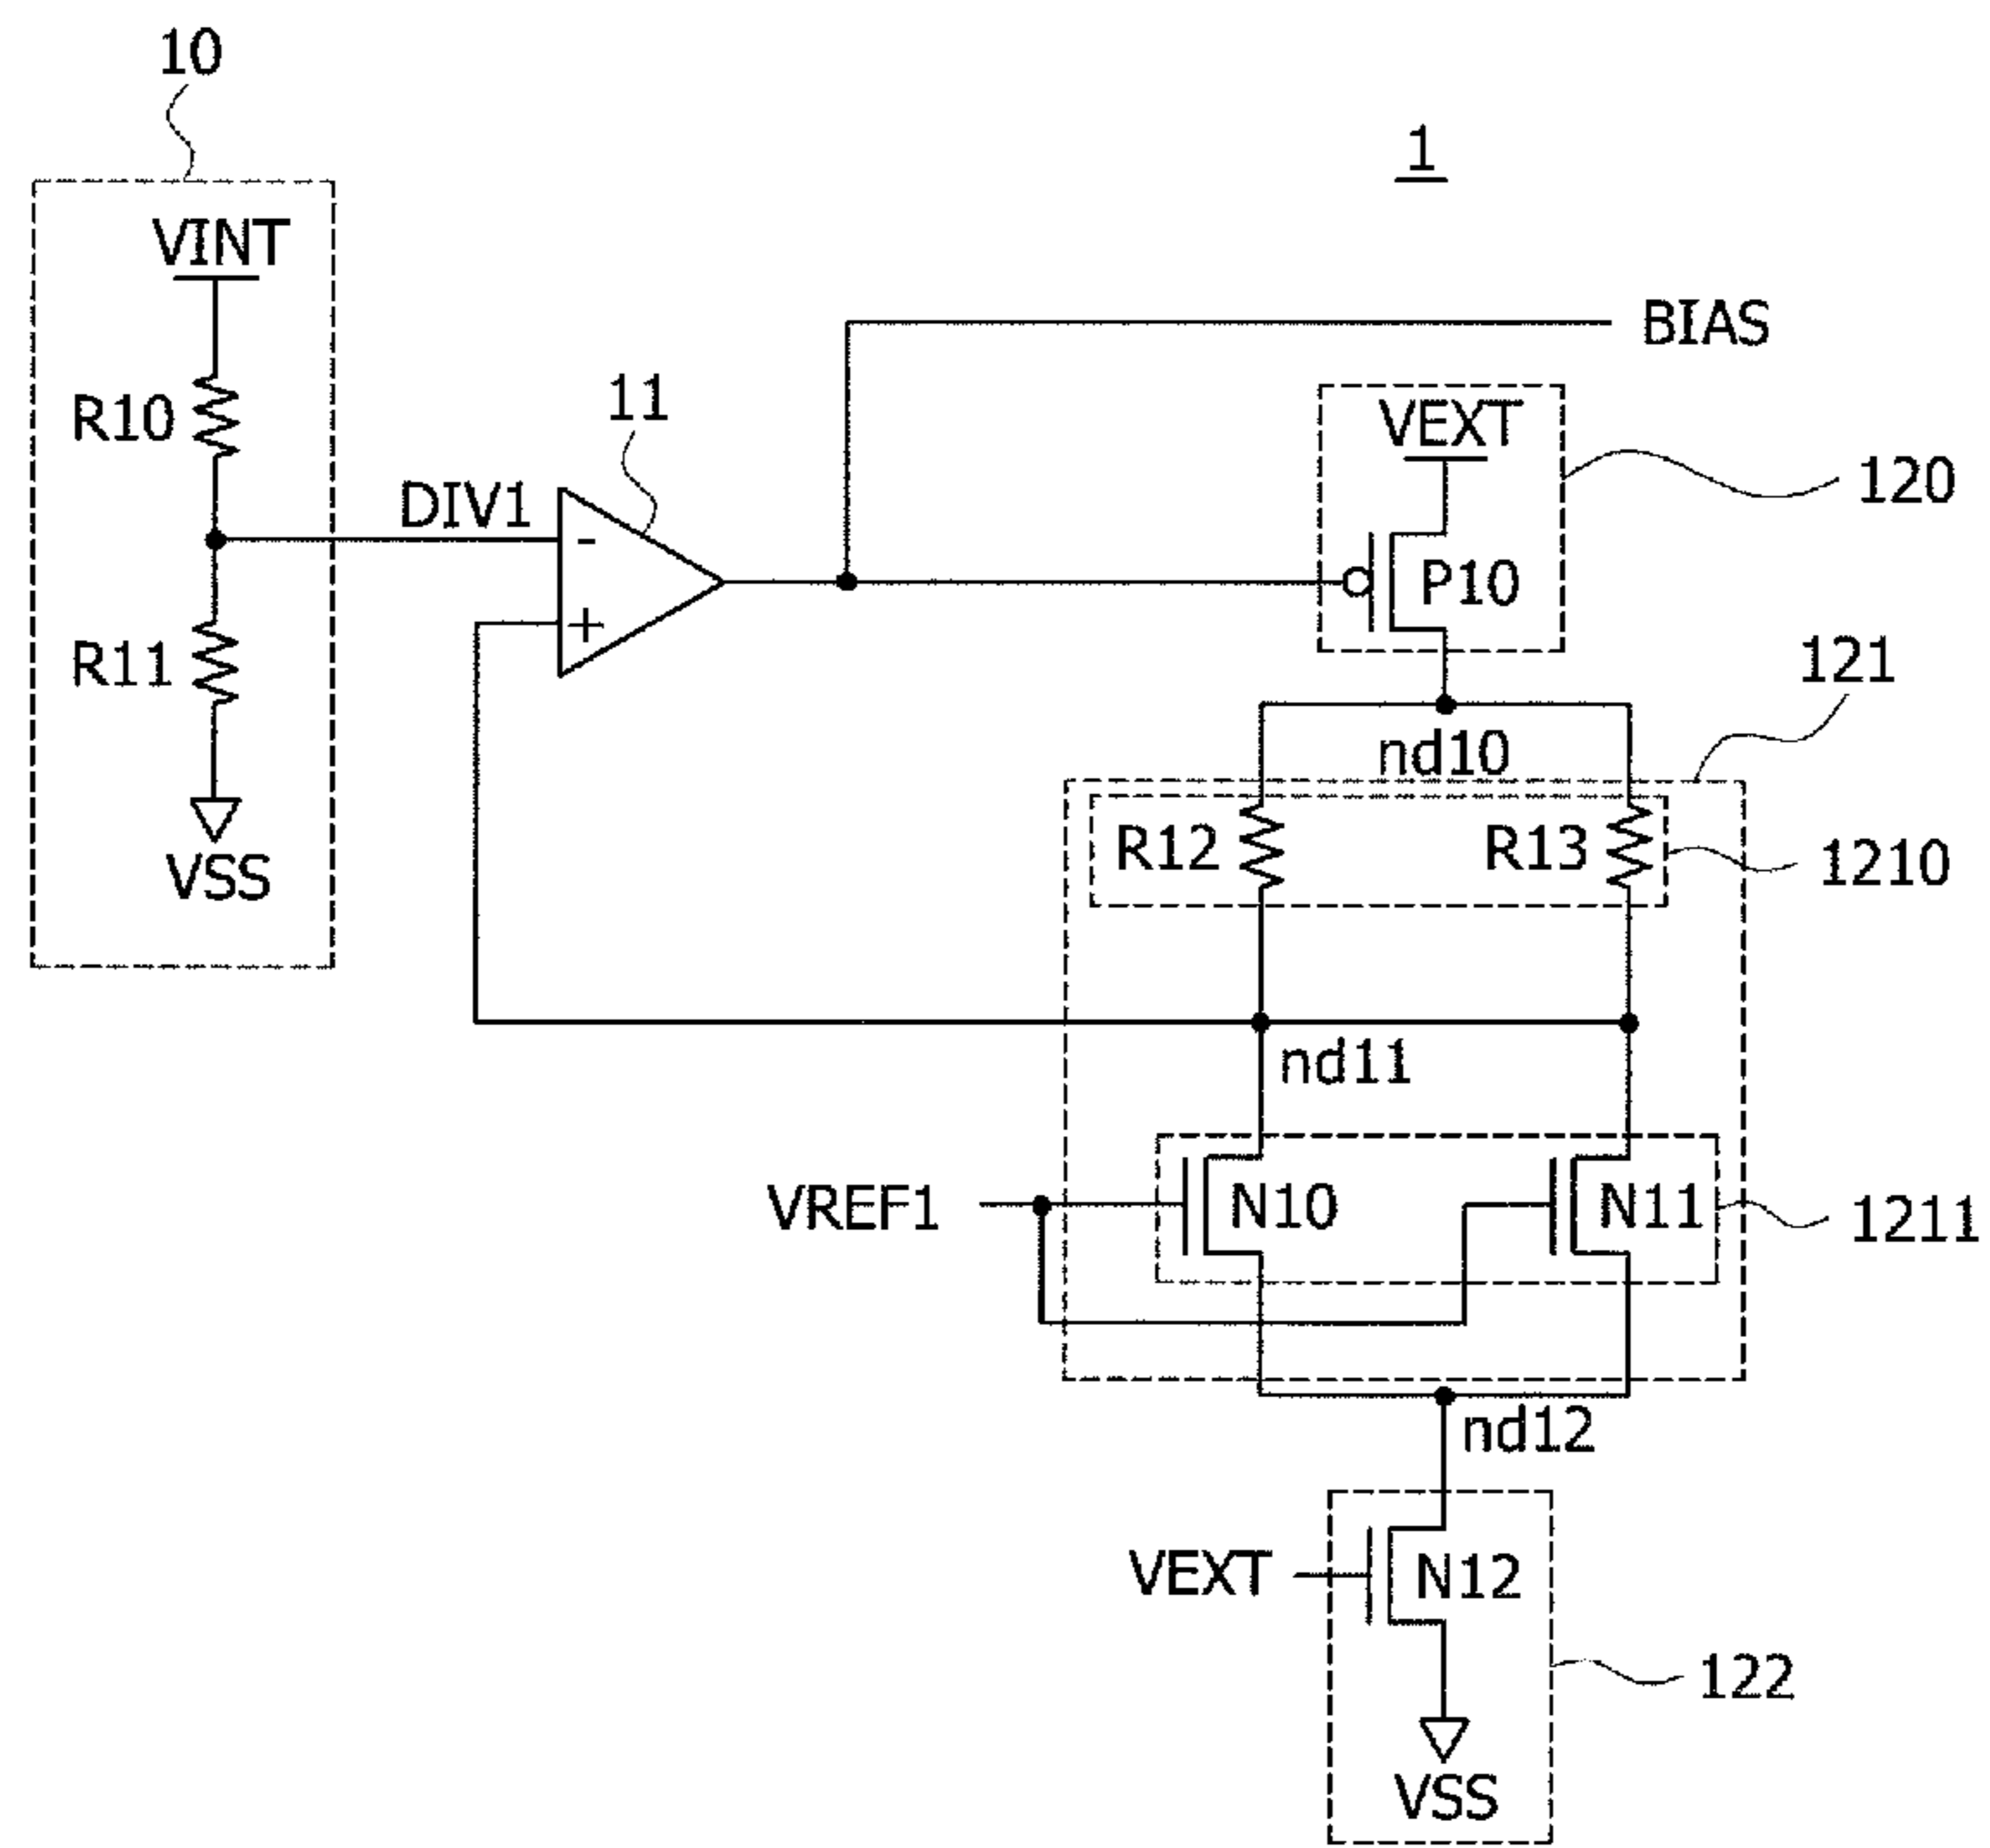 10
1
VINT
BIAS
R10
11
VEXT
120
DIV1
-
P10
+
R11
121
nd10
VSS
R12
R13
1210
nd11
VREF1
N10
N11
1211
nd12
VEXT
N12
122
VSS